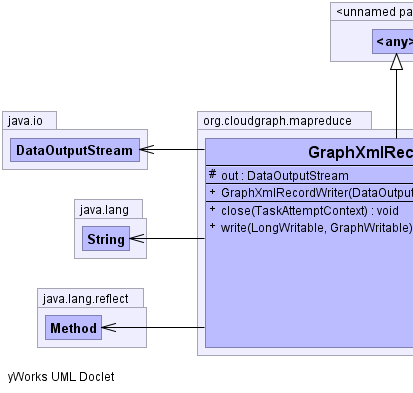 <unnamed pa
<any>
java.io
DataOutputStream
org.cloudgraph.mapreduce
GraphXmlRec
# out : DataOutputStream
+ GraphXmlRecordWriter(DataOutput
+ close(TaskAttemptContext) : void
+ write(LongWritable, GraphWritable)
java.lang
String
java.lang.reflect
Method
yWorks UML Doclet